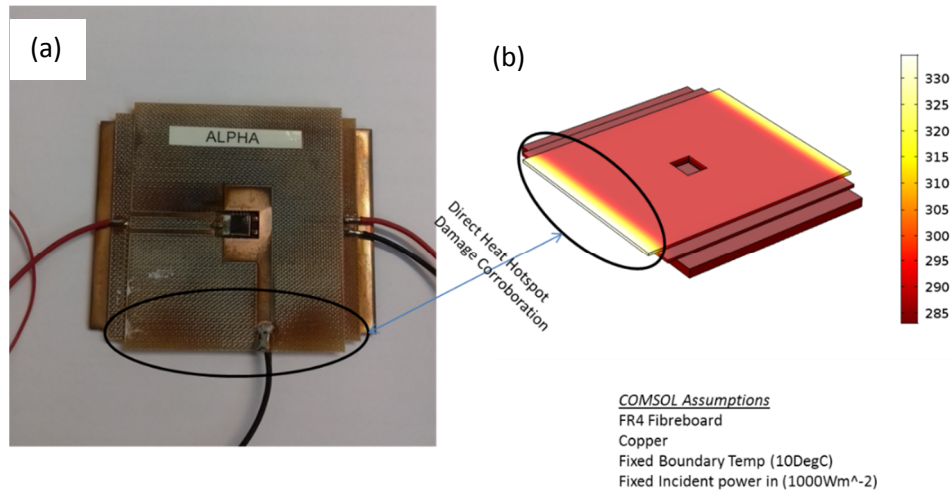 (a)
ALPHA
(b)
Direct Heat Hotspot
Damage Corroboration
330
325
320
315
310
305
300
295
290
285
COMSOL Assumptions
FR4 Fibreboard
Copper
Fixed Boundary Temp (10DegC)
Fixed Incident power in (1000Wm^-2)